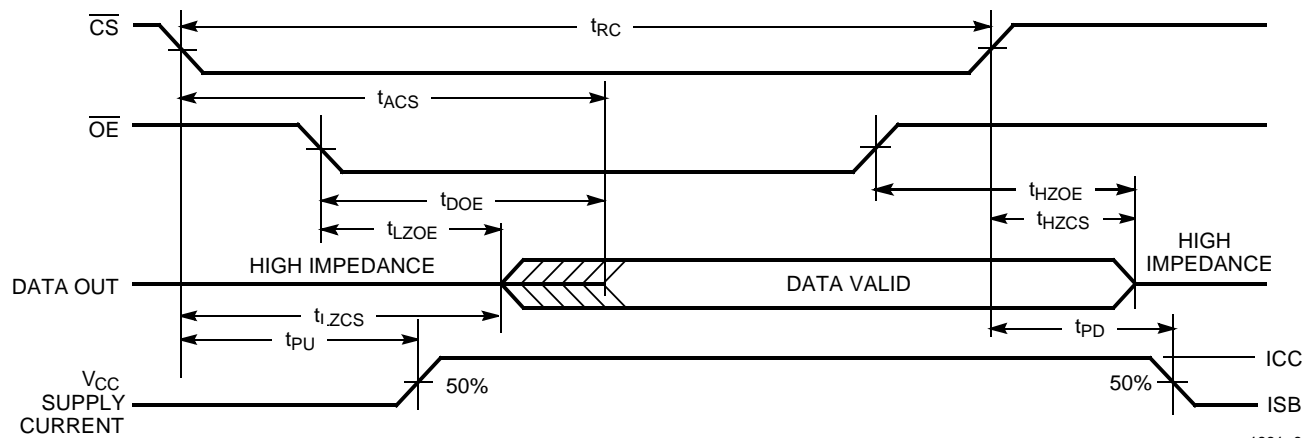 CS
tRC
tACS
OE
tDOE
tHZOE
tLZOE
tHZCS
HIGH IMPEDANCE
HIGH
IMPEDANCE
DATA OUT
DATA VALID
tLZCS
tPU
tPD
VCC
SUPPLY
CURRENT
50%
50%
ICC
ISB